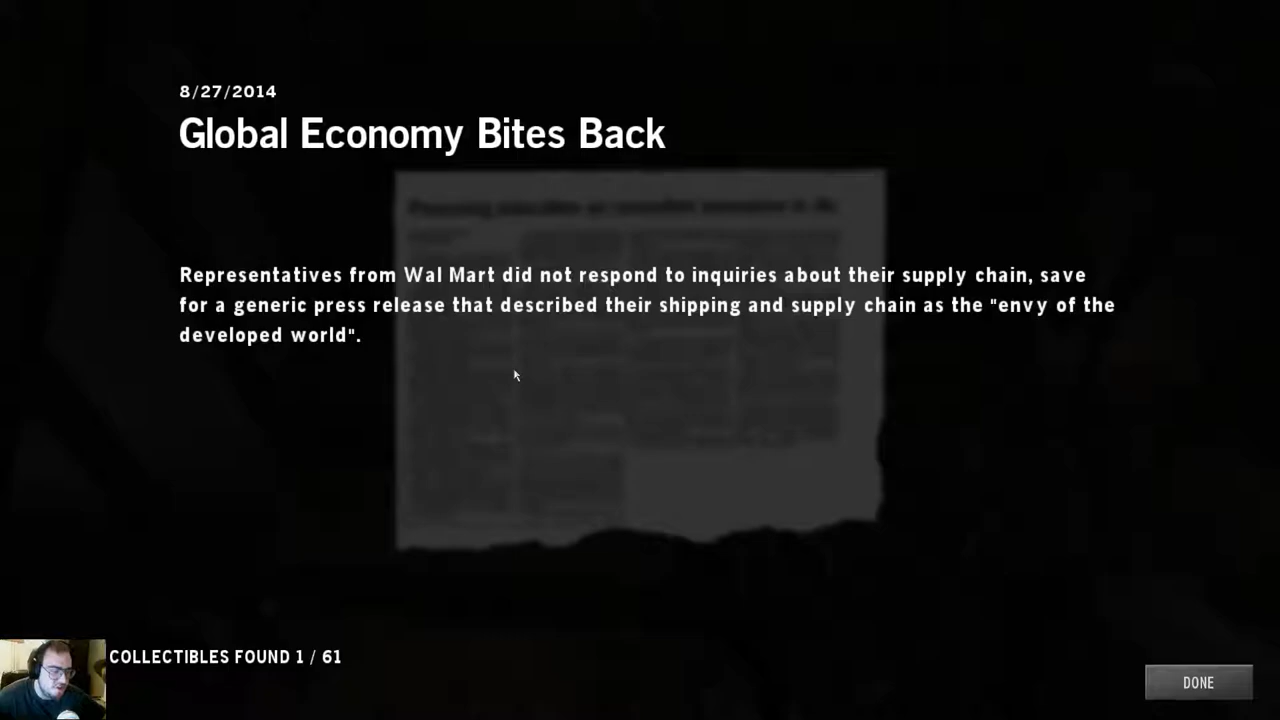 8/27/2014
Global Economy Bites Back
Representatives from Wal Mart did not respond to inquiries about their supply chain, save
for a generic press release that described their shipping and supply chain as the "envy of the
developed world".
COLLECTIBLES FOUND 1 / 61
DONE